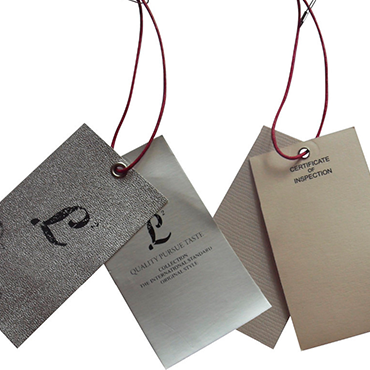 L
L
QUALITY PURSUE TASTE
COLLECTION
THE INTERNATIONAL STANDARD
ORIGINAL STYLE
CERTIFICATE
OF
INSPECTION